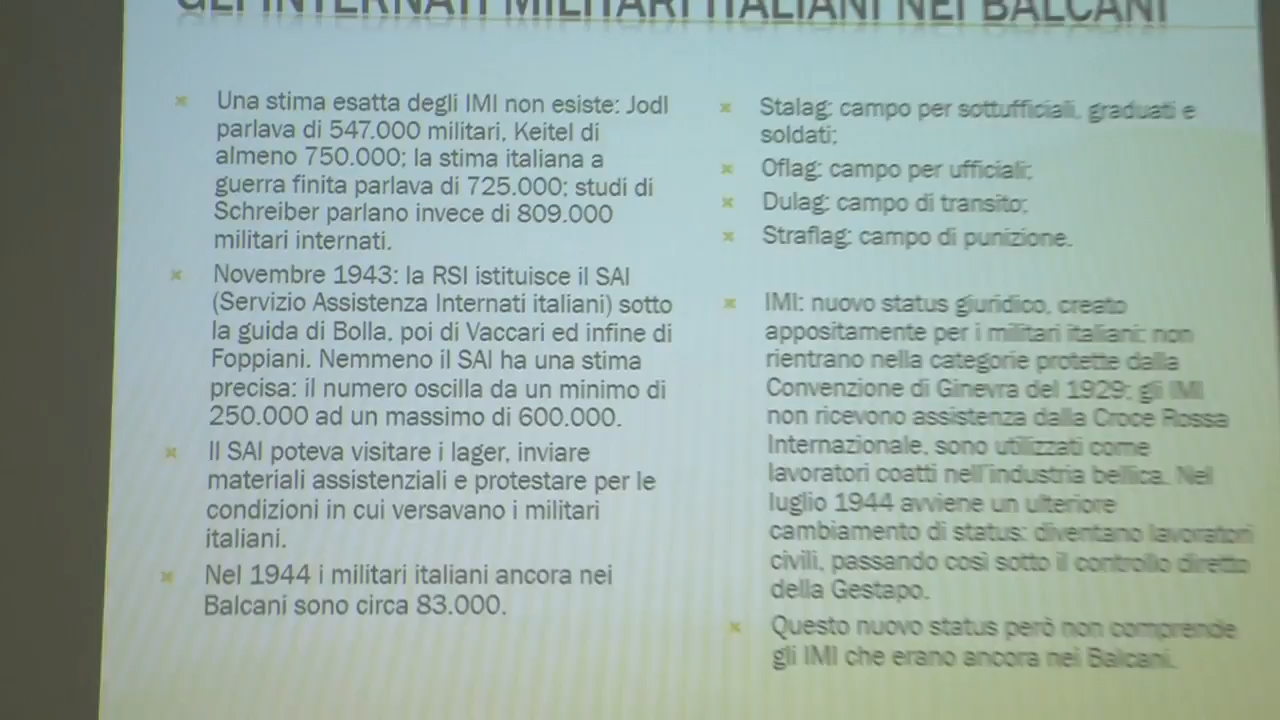 GLI INTERNATI MILITARI ITALIANI NEI BALCANI
Una stima esatta degli IMI non esiste: Jodl
parlava di 547.000 militari, Keitel di
almeno 750.000; la stima italiana a
guerra finita parlava di 725.000; studi di
Schreiber parlano invece di 809.000
militari internati.
Novembre 1943: la RSI istituisce il SAI
(Servizio Assistenza Internati italiani) sotto
la guida di Bolla, poi di Vaccari ed infine di
Foppiani. Nemmeno il SAI ha una stima
precisa: il numero oscilla da un minimo di
250.000 ad un massimo di 600.000.
Il SAI poteva visitare i lager, inviare
materiali assistenziali e protestare per le
condizioni in cui versavano i militari
italiani.
Nel 1944 i militari italiani ancora nei
Balcani sono circa 83.000.
Stalag: campo per sottufficiali, graduati e
soldati;
Oflag: campo per ufficiali;
Dulag: campo di transito;
Straflag: campo di punizione.
IMI: nuovo status giuridico, creato
appositamente per i militari italiani: non
rientrano nella categorie protette dalla
Convenzione di Ginevra del 1929; gli IMI
non ricevono assistenza dalla Croce Rossa
Internazionale, sono utilizzati come
lavoratori coatti nell'industria bellica. Nel
luglio 1944 avviene un ulteriore
cambiamento di status: diventano lavoratori
civili, passando così sotto il controllo diretto
della Gestapo.
Questo nuovo status però non comprende
gli IMI che erano ancora nei Balcani.